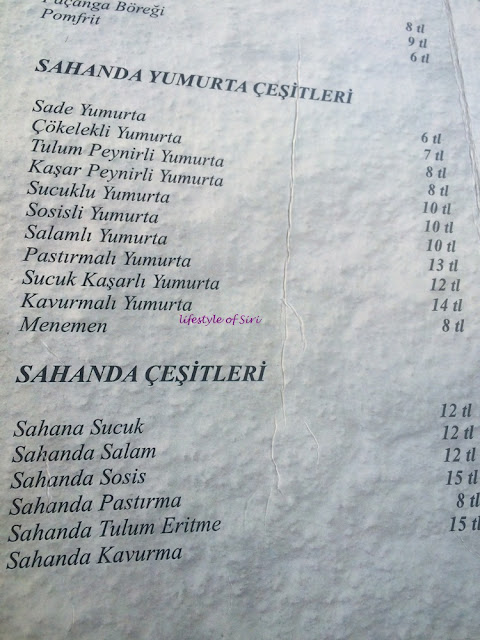 8 tl
Paçanga Böreği 9 tl
Pomfrit 6 tl
SAHANDA YUMURTA ÇEŞİTLERİ
Sade Yumurta 6 tl
Çökelekli Yumurta 7 tl
Tulum Peynirli Yumurta 8 tl
Kaşar Peynirli Yumurta 8 tl
Sucuklu Yumurta 10 tl
Sosisli Yumurta 10 tl
Salamlı Yumurta 10 tl
Pastırmalı Yumurta 13 tl
Sucuk Kaşarlı Yumurta 12 tl
Kavurmalı Yumurta 14 tl
Menemen 8 tl
lifestyle of Siri
SAHANDA ÇEŞİTLERİ
Sahana Sucuk 12 tl
Sahanda Salam 12 tl
Sahanda Sosis 12 tl
Sahanda Pastırma 15 tl
Sahanda Tulum Eritme 8 tl
Sahanda Kavurma 15 tl